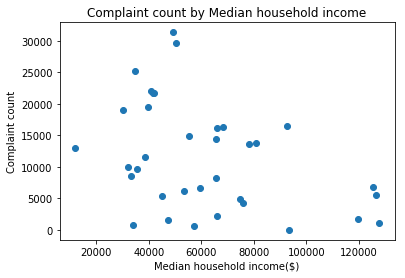 Complaint count by Median household income
Complaint count
30000
25000
20000
15000
10000
5000
0
20000 40000 60000 80000 100000 120000
Median household income($)